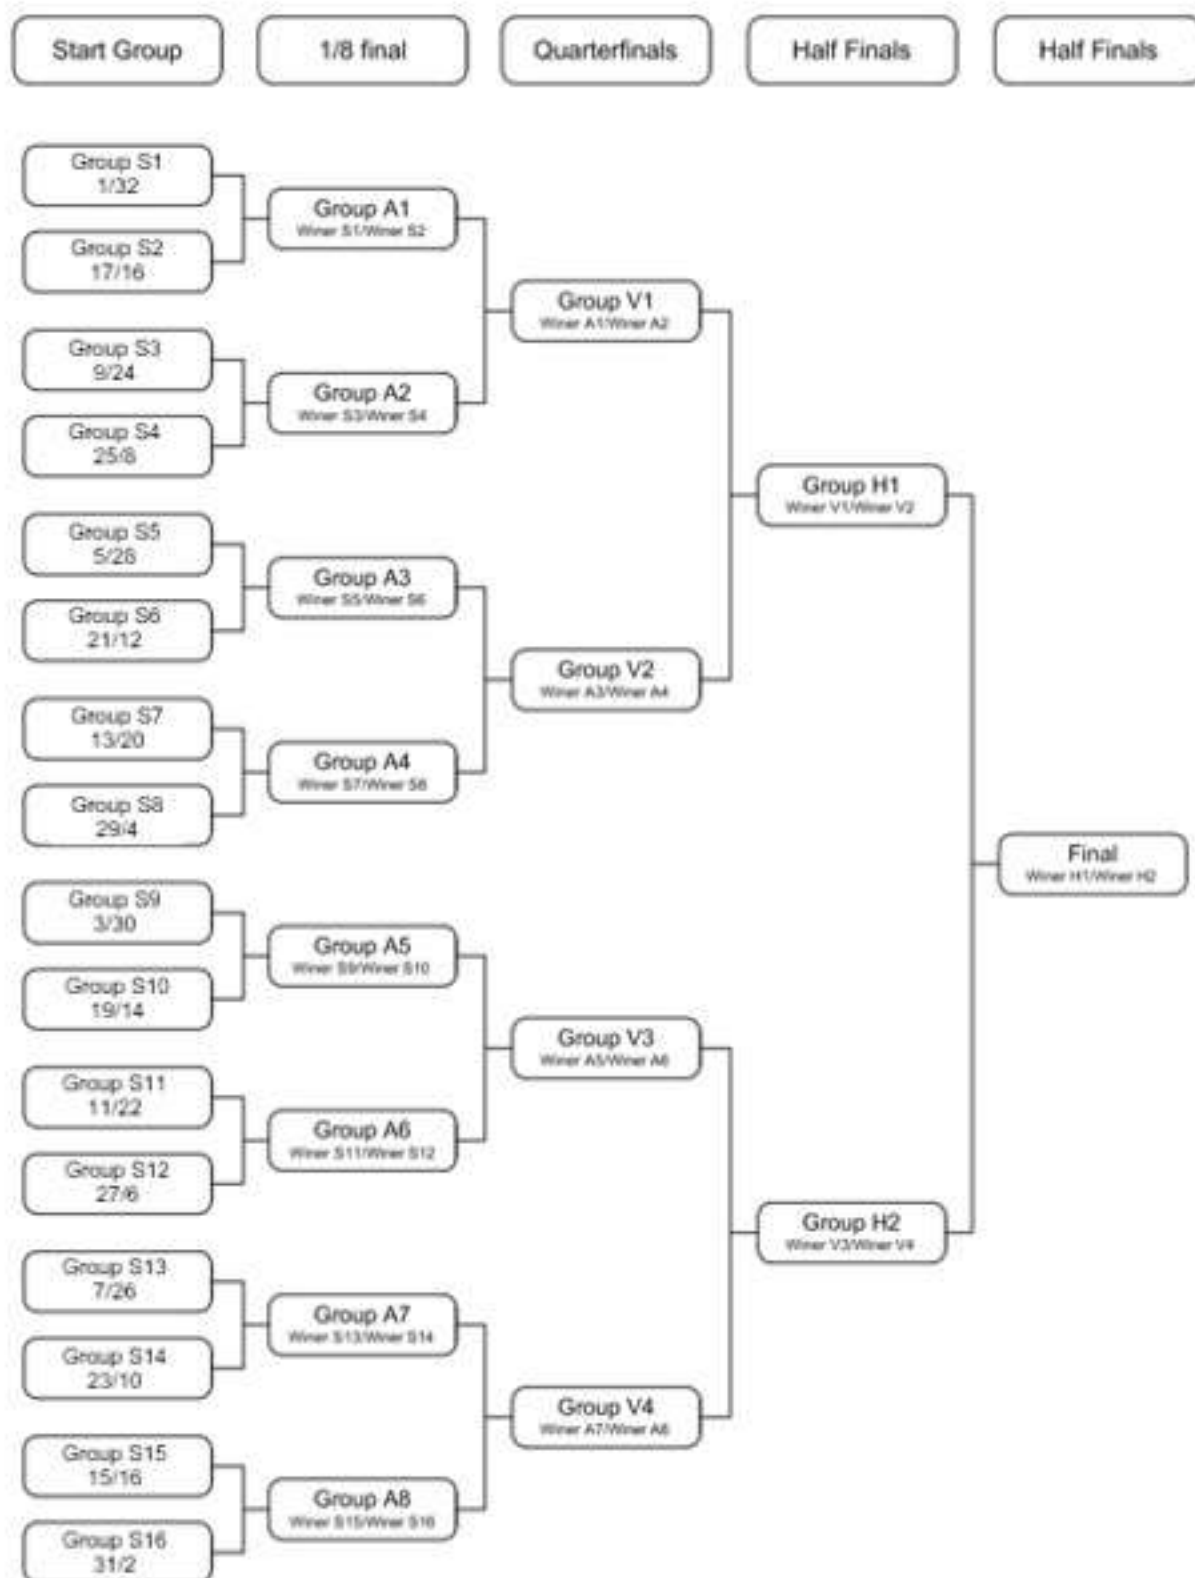 Start Group
1/8 final
Quarterfinals
Half Finals
Half Finals
Group S1
1/32
Group S2
17/16
Group S3
9/24
Group S4
25/8
Group S5
5/28
Group S6
21/12
Group S7
13/20
Group S8
29/4
Group S9
3/30
Group S10
19/14
Group S11
11/22
Group S12
27/6
Group S13
7/26
Group S14
23/10
Group S15
15/16
Group S16
31/2
Group A1
Winer S1/Winer S2
Group A2
Winer S3/Winer S4
Group A3
Winer S5/Winer S6
Group A4
Winer S7/Winer S8
Group A5
Winer S9/Winer S10
Group A6
Winer S11/Winer S12
Group A7
Winer S13/Winer S14
Group A8
Winer S15/Winer S16
Group V1
Winer A1/Winer A2
Group V2
Winer A3/Winer A4
Group V3
Winer A5/Winer A6
Group V4
Winer A7/Winer A8
Group H1
Winer V1/Winer V2
Group H2
Winer V3/Winer V4
Final
Winer H1/Winer H2